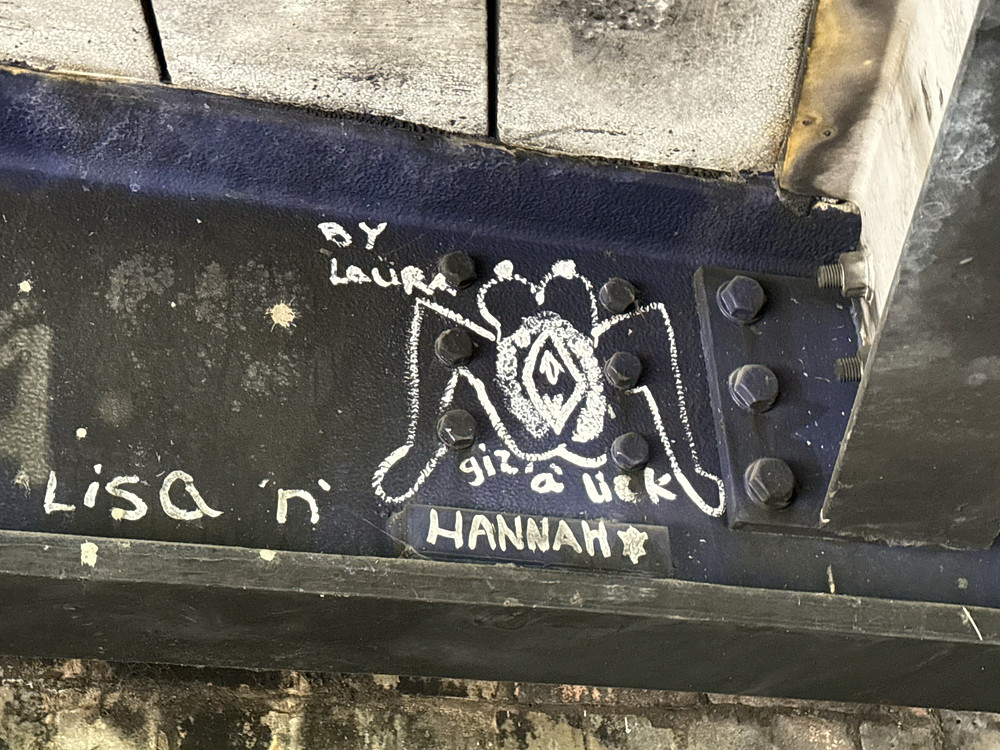 BY
LAURA
giz 'a' lick
Lisa 'n'
HANNAH